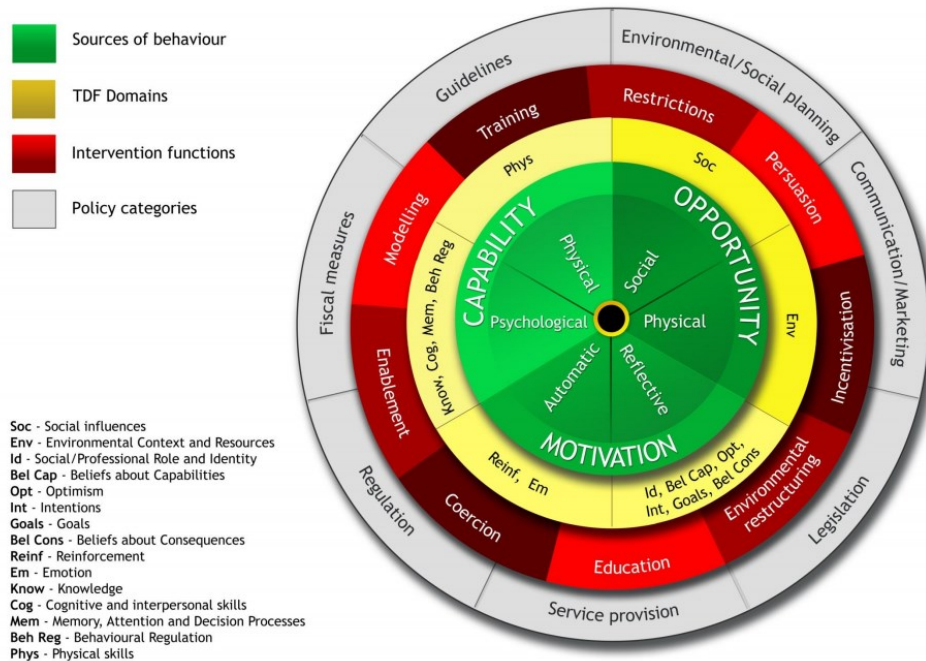 Sources of behaviour
TDF Domains
Intervention functions
Policy categories
Soc - Social influences
Env - Environmental Context and Resources
Id - Social/Professional Role and Identity
Bel Cap - Beliefs about Capabilities
Opt - Optimism
Int - Intentions
Goals - Goals
Bel Cons - Beliefs about Consequences
Reinf - Reinforcement
Em - Emotion
Know - Knowledge
Cog - Cognitive and interpersonal skills
Mem - Memory, Attention and Decision Processes
Beh Reg - Behavioural Regulation
Phys - Physical skills
Guidelines
Environmental/Social planning
Communication/Marketing
Legislation
Service provision
Regulation
Fiscal measures
Training
Restrictions
Persuasion
Incentivisation
Environmental
restructuring
Education
Coercion
Enablement
Modelling
Phys
Soc
Env
Id, Bel Cap, Opt,
Int, Goals, Bel Cons
Reinf, Em
Know, Cog, Mem, Beh Reg
CAPABILITY
OPPORTUNITY
MOTIVATION
Physical
Social
Physical
Reflective
Automatic
Psychological